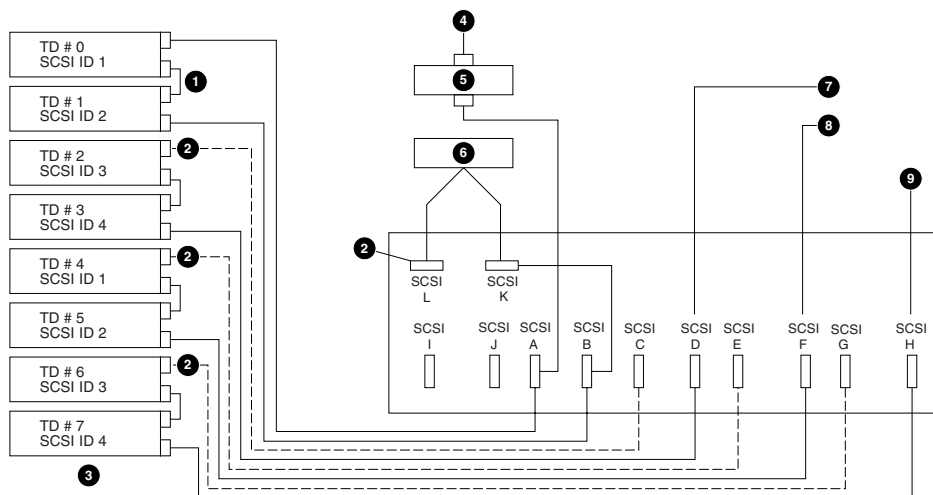 TD # 0
SCSI ID 1
1
TD # 1
SCSI ID 2
TD # 2
SCSI ID 3
2
TD # 3
SCSI ID 4
TD # 4
SCSI ID 1
2
TD # 5
SCSI ID 2
TD # 6
SCSI ID 3
2
TD # 7
SCSI ID 4
3
4
5
6
7
8
9
2
SCSI
L
SCSI
K
SCSI
I
SCSI
J
SCSI
A
SCSI
B
SCSI
C
SCSI
D
SCSI
E
SCSI
F
SCSI
G
SCSI
H